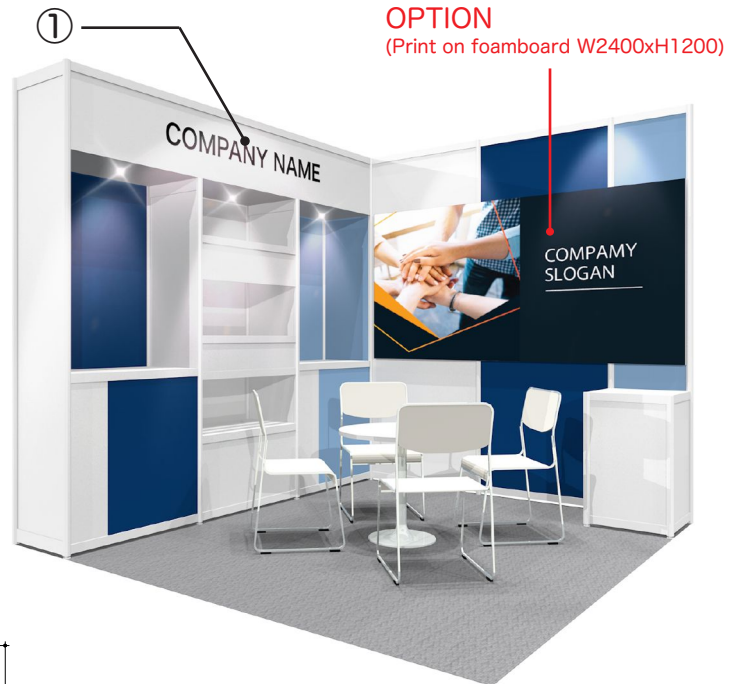 ①
OPTION
(Print on foamboard W2400xH1200)
COMPANY NAME
COMPAMY
SLOGAN